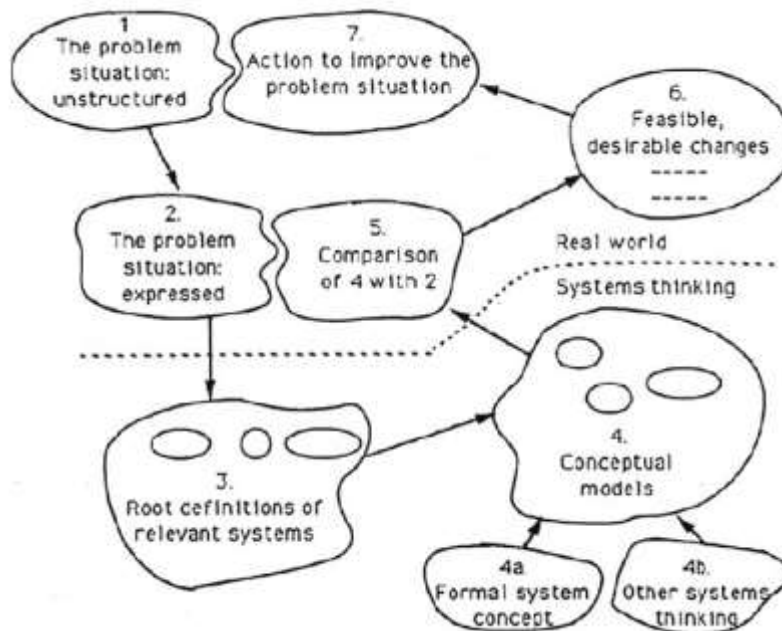 1
The problem
situation:
unstructured
7.
Action to improve the
problem situation
6.
Feasible,
desirable changes
-----
-----
2.
The problem
situation:
expressed
5.
Comparison
of 4 with 2
Real world
Systems thinking
3.
Root cefinitions of
relevant systems
4.
Conceptual
models
4a
Formal system
concept
4b.
Other systems
thinking